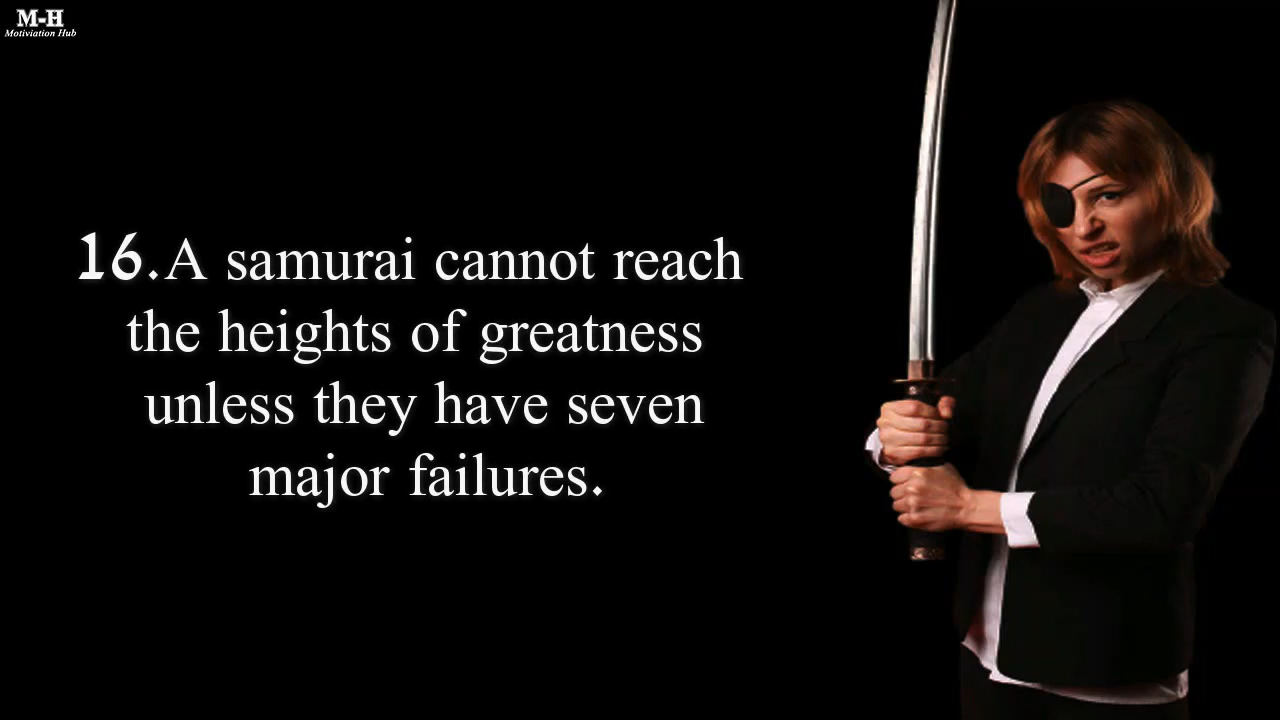 M-H
Motiviation Hub
16.A samurai cannot reach
the heights of greatness
unless they have seven
major failures.